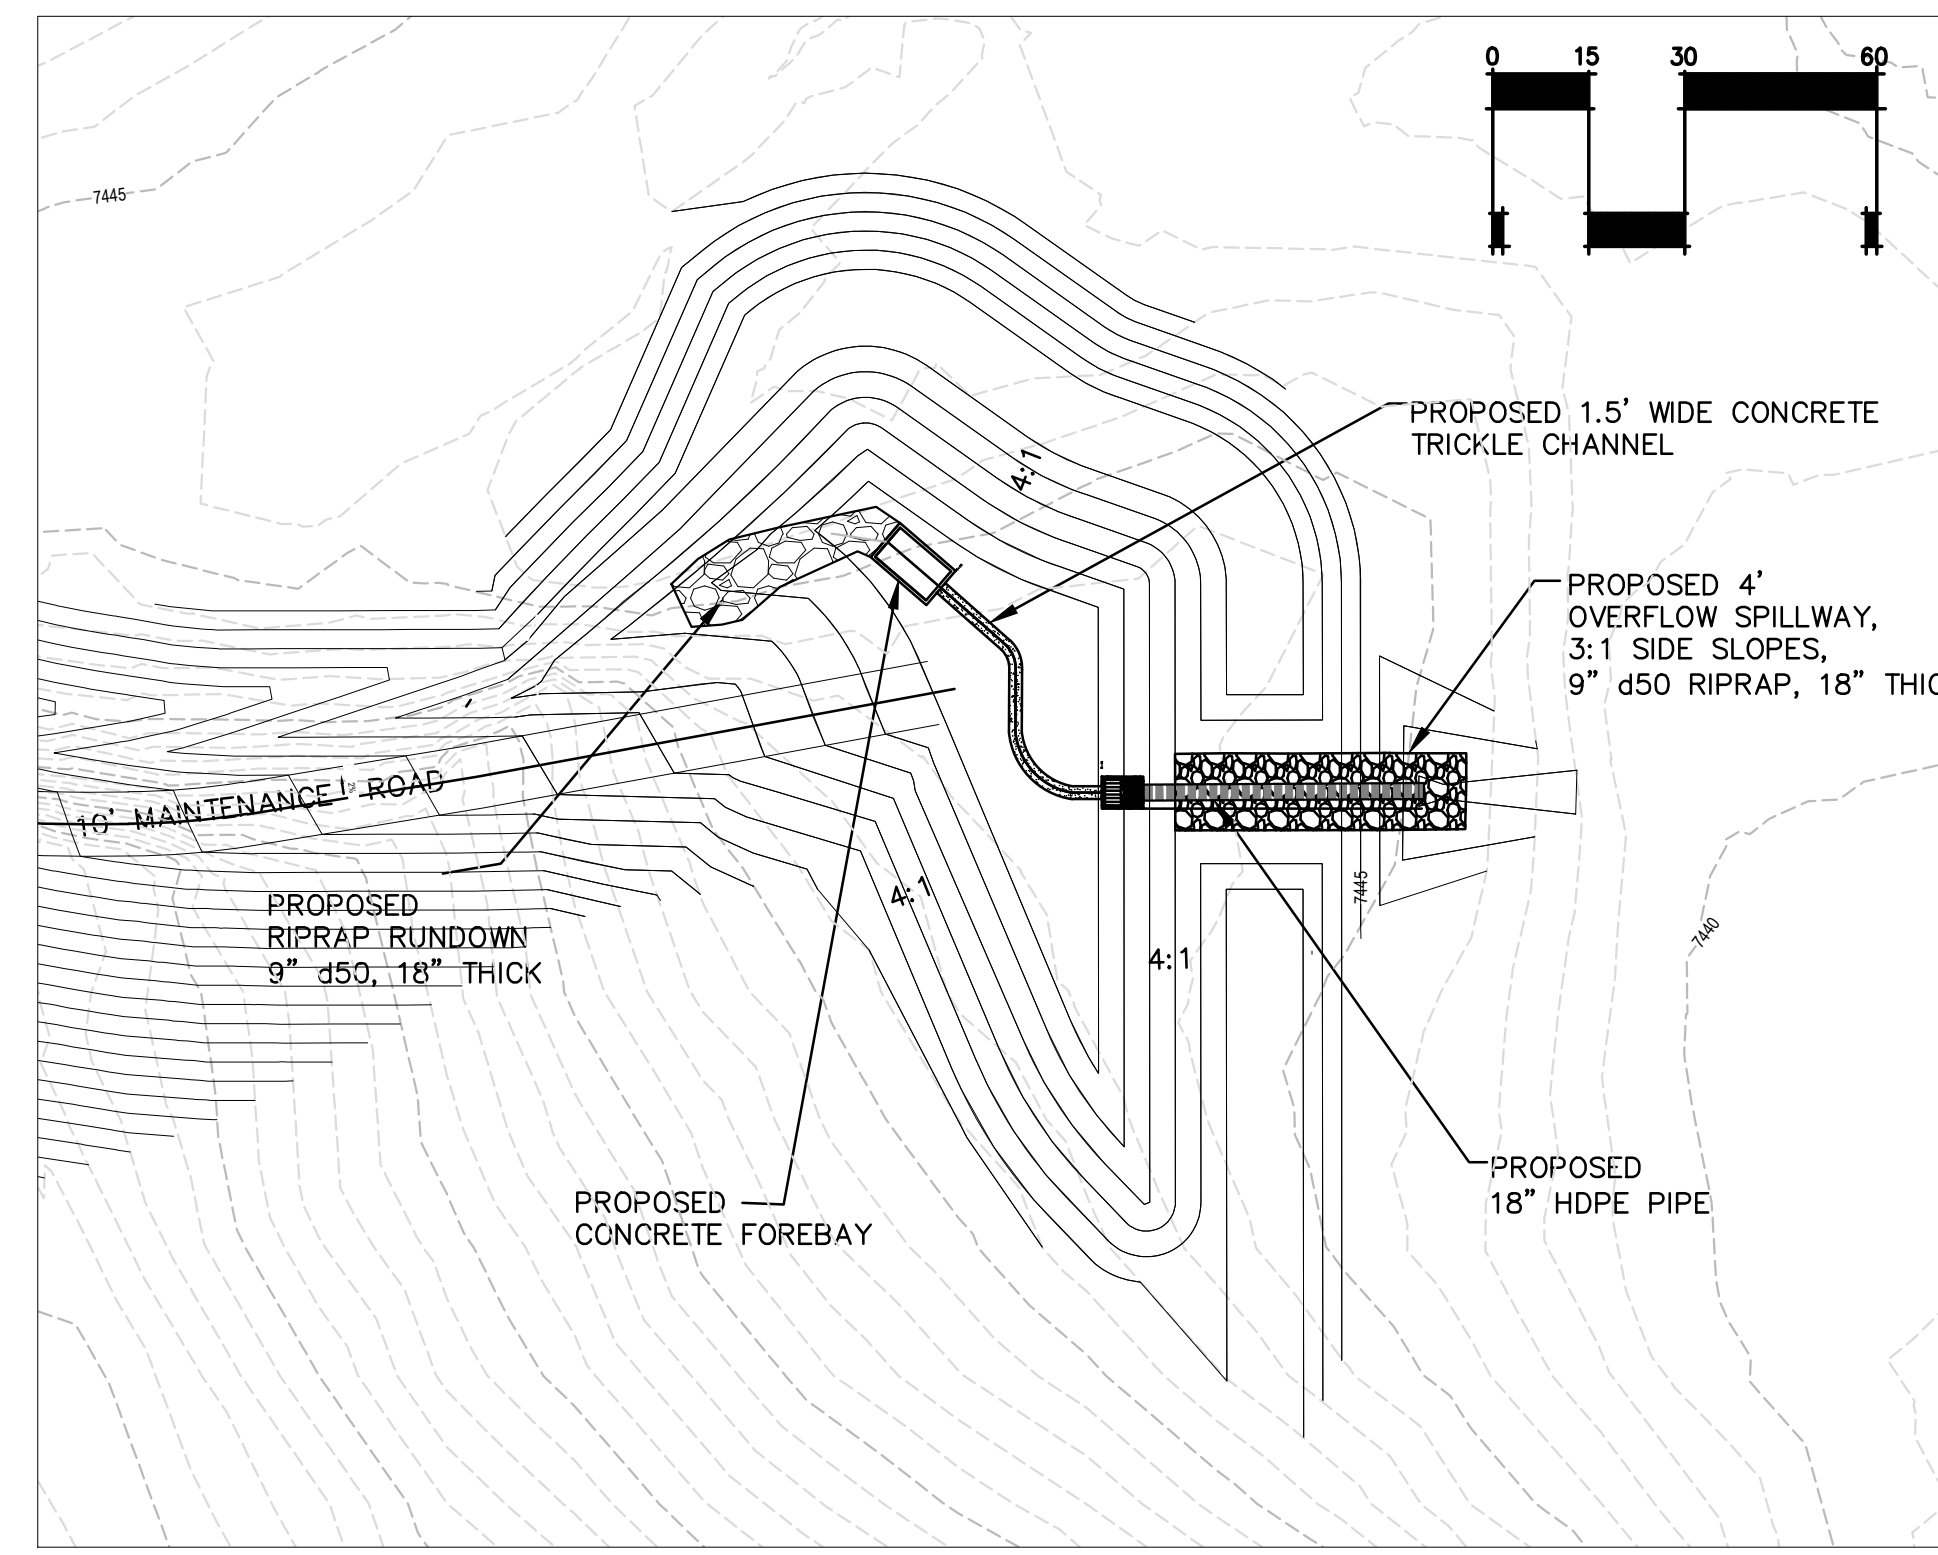 0 15 30 60
7445
PROPOSED 1.5' WIDE CONCRETE
TRICKLE CHANNEL
4:1
PROPOSED 4'
OVERFLOW SPILLWAY,
3:1 SIDE SLOPES,
9" d50 RIPRAP, 18" THIC
10' MAINTENANCE ROAD
2%
PROPOSED
RIPRAP RUNDOWN
9" d50, 18" THICK
4:1
7445
7440
4:1
PROPOSED
18" HDPE PIPE
PROPOSED
CONCRETE FOREBAY